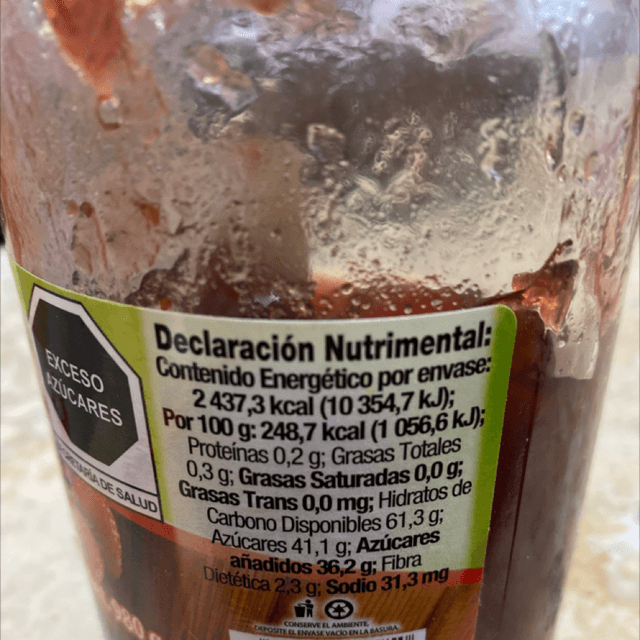 EXCESO
AZÚCARES
SECRETARÍA DE SALUD
Declaración Nutrimental:
Contenido Energético por envase:
2 437,3 kcal (10 354,7 kJ);
Por 100 g: 248,7 kcal (1 056,6 kJ);
Proteínas 0,2 g; Grasas Totales
0,3 g; Grasas Saturadas 0,0 g;
Grasas Trans 0,0 mg; Hidratos de
Carbono Disponibles 61,3 g;
Azúcares 41,1 g; Azúcares
añadidos 36,2 g; Fibra
Dietética 2,3 g; Sodio 31,3 mg
CONSERVE EL AMBIENTE,
DEPOSITE EL ENVASE VACÍO EN LA BASURA.